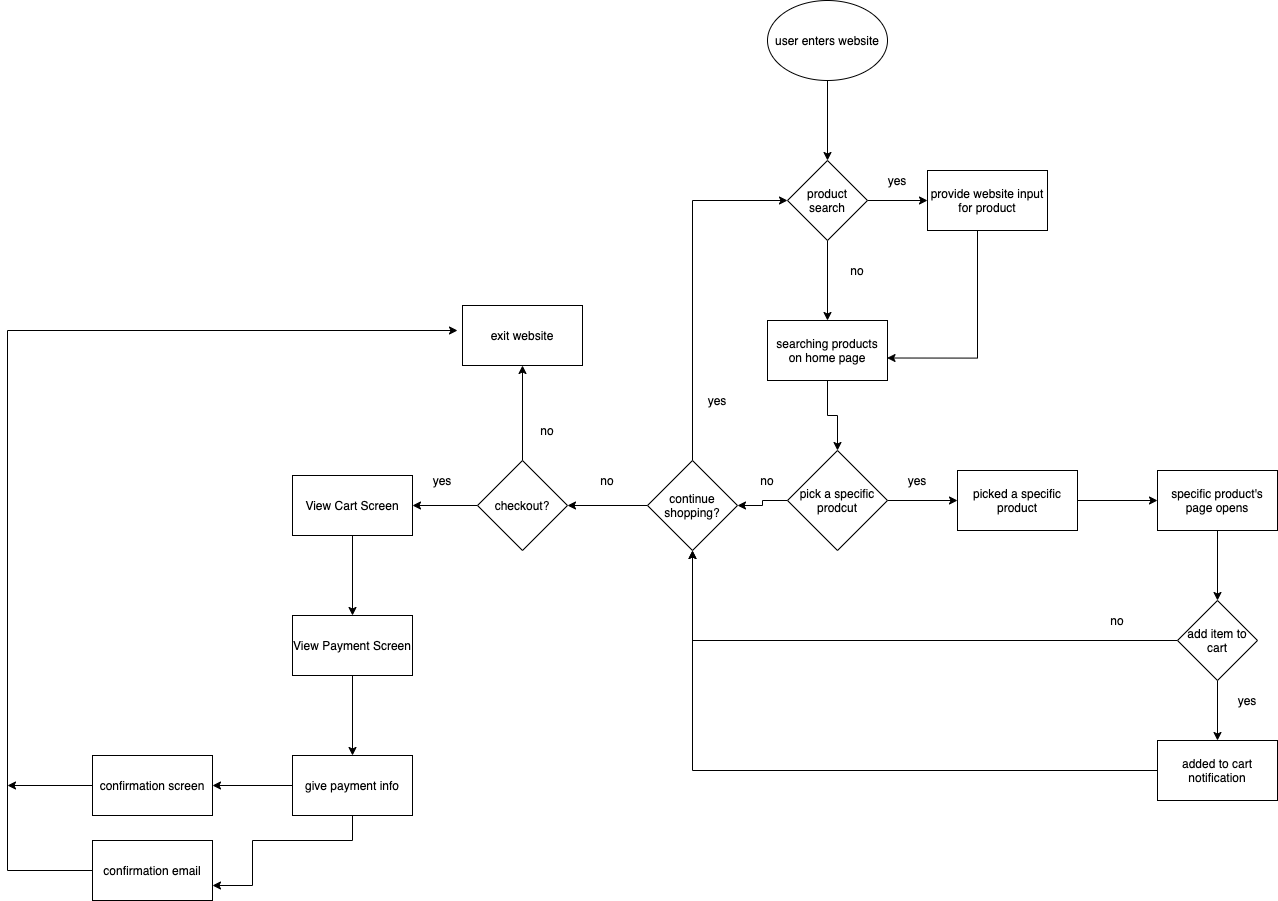 user enters website
product
search
yes
provide website input
for product
no
searching products
on home page
exit website
yes
no
View Cart Screen
yes
checkout?
no
continue
shopping?
no
pick a specific
prodcut
yes
picked a specific
product
specific product's
page opens
no
add item to
cart
yes
View Payment Screen
added to cart
notification
confirmation screen
give payment info
confirmation email